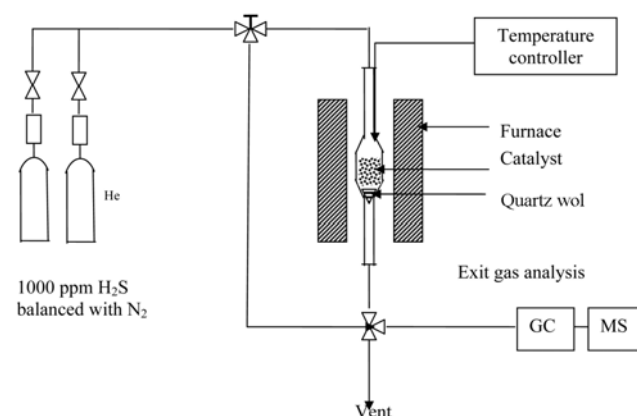 Temperature
controller
Furnace
Catalyst
Quartz wol
He
1000 ppm H₂S
balanced with N₂
Exit gas analysis
GC
MS
Vent